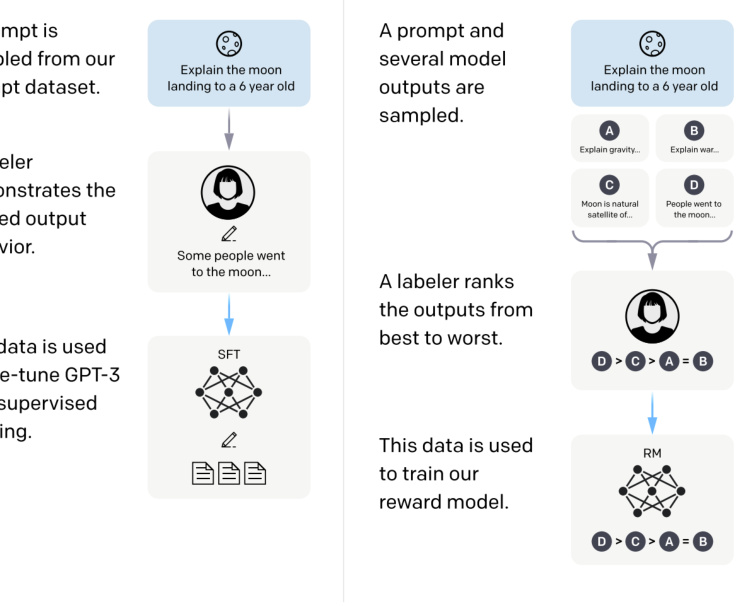 mpt is
from our
pt dataset.
Explain the moon
landing to a 6 year old
eler
onstrates the
ed output
vior.
Some people went
to the moon...
data is used
e-tune GPT-3
supervised
ing.
SFT
A prompt and
several model
outputs are
sampled.
Explain the moon
landing to a 6 year old
A
Explain gravity...
B
Explain war...
C
Moon is natural
satellite of...
D
People went to
the moon...
A labeler ranks
the outputs from
best to worst.
D > C > A = B
This data is used
to train our
reward model.
RM
D > C > A = B